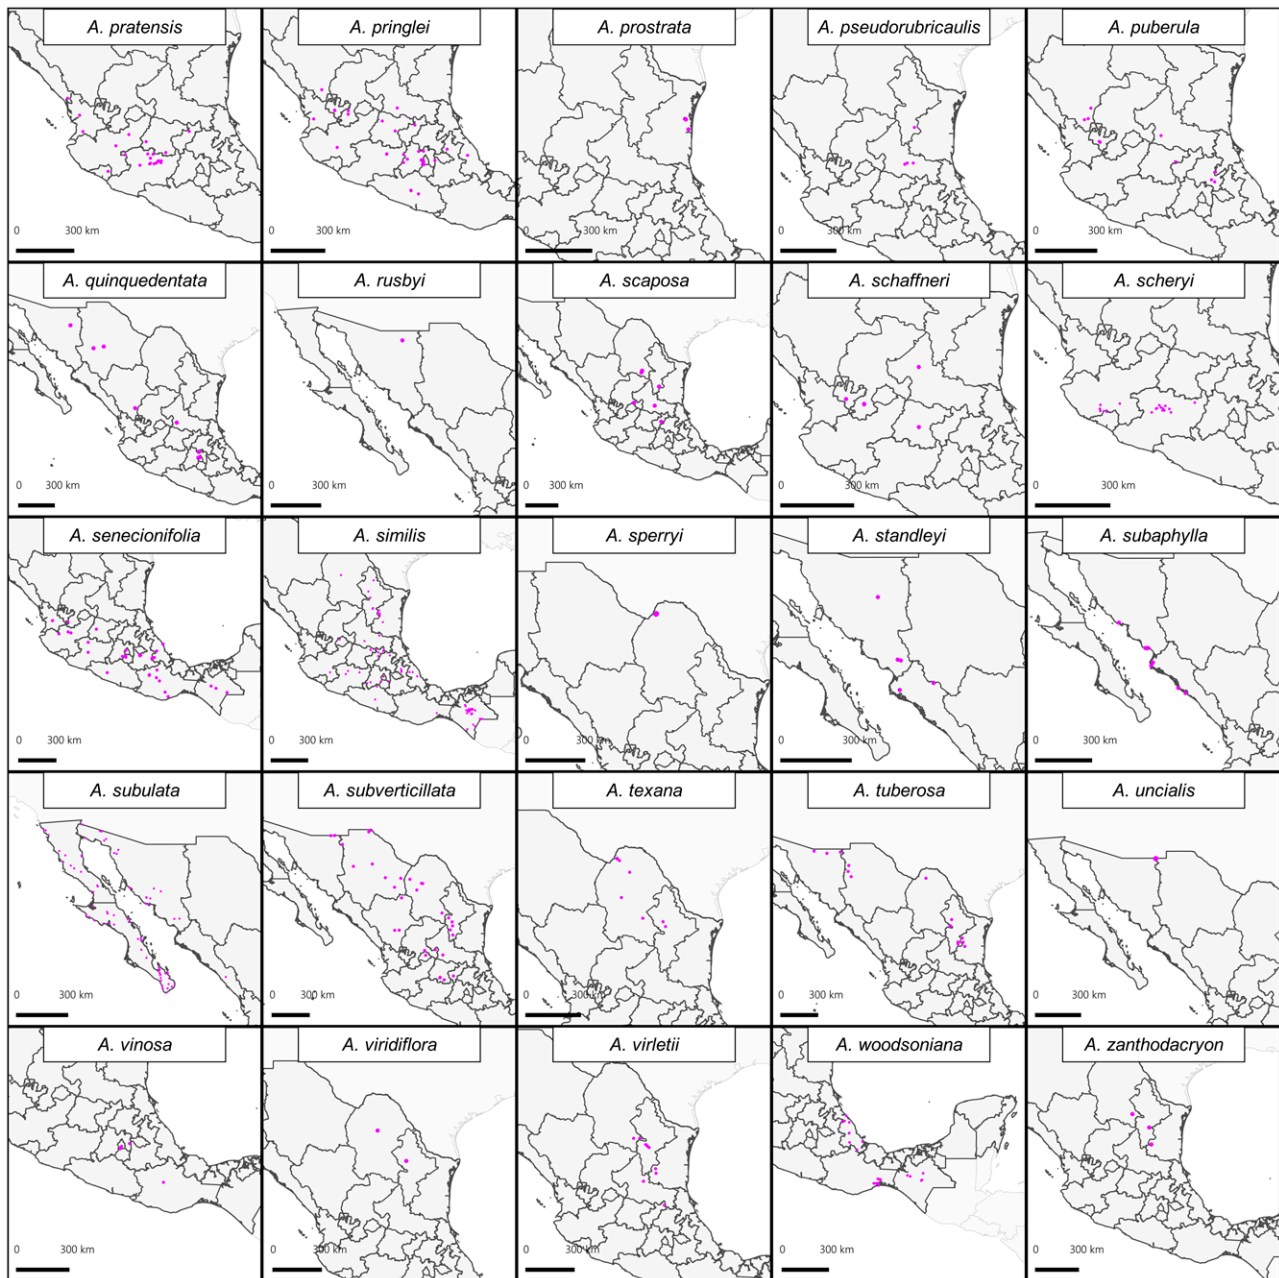 A. pratensis
A. pringlei
A. prostrata
A. pseudorubricaulis
A. puberula
0 300 km
0 300 km
0 300 km
0 300 km
0 300 km
A. quinquedentata
A. rusbyi
A. scaposa
A. schaffneri
A. scheryi
0 300 km
0 300 km
0 300 km
0 300 km
0 300 km
A. senecionifolia
A. similis
A. sperryi
A. standleyi
A. subaphylla
0 300 km
0 300 km
0 300 km
0 300 km
0 300 km
A. subulata
A. subverticillata
A. texana
A. tuberosa
A. uncialis
0 300 km
0 300 km
0 300 km
0 300 km
0 300 km
A. vinosa
A. viridiflora
A. virletii
A. woodsoniana
A. zanthodacryon
0 300 km
0 300 km
0 300 km
0 300 km
0 300 km